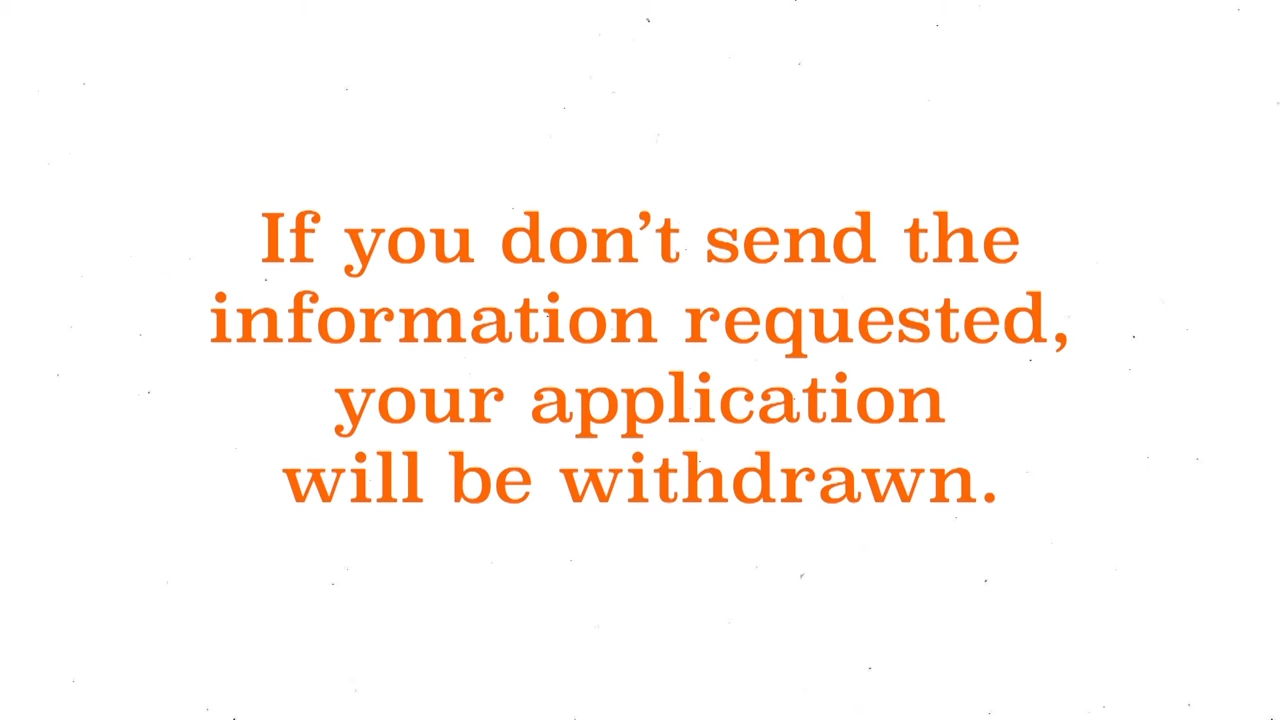 If you don’t send the
information requested,
your application
will be withdrawn.